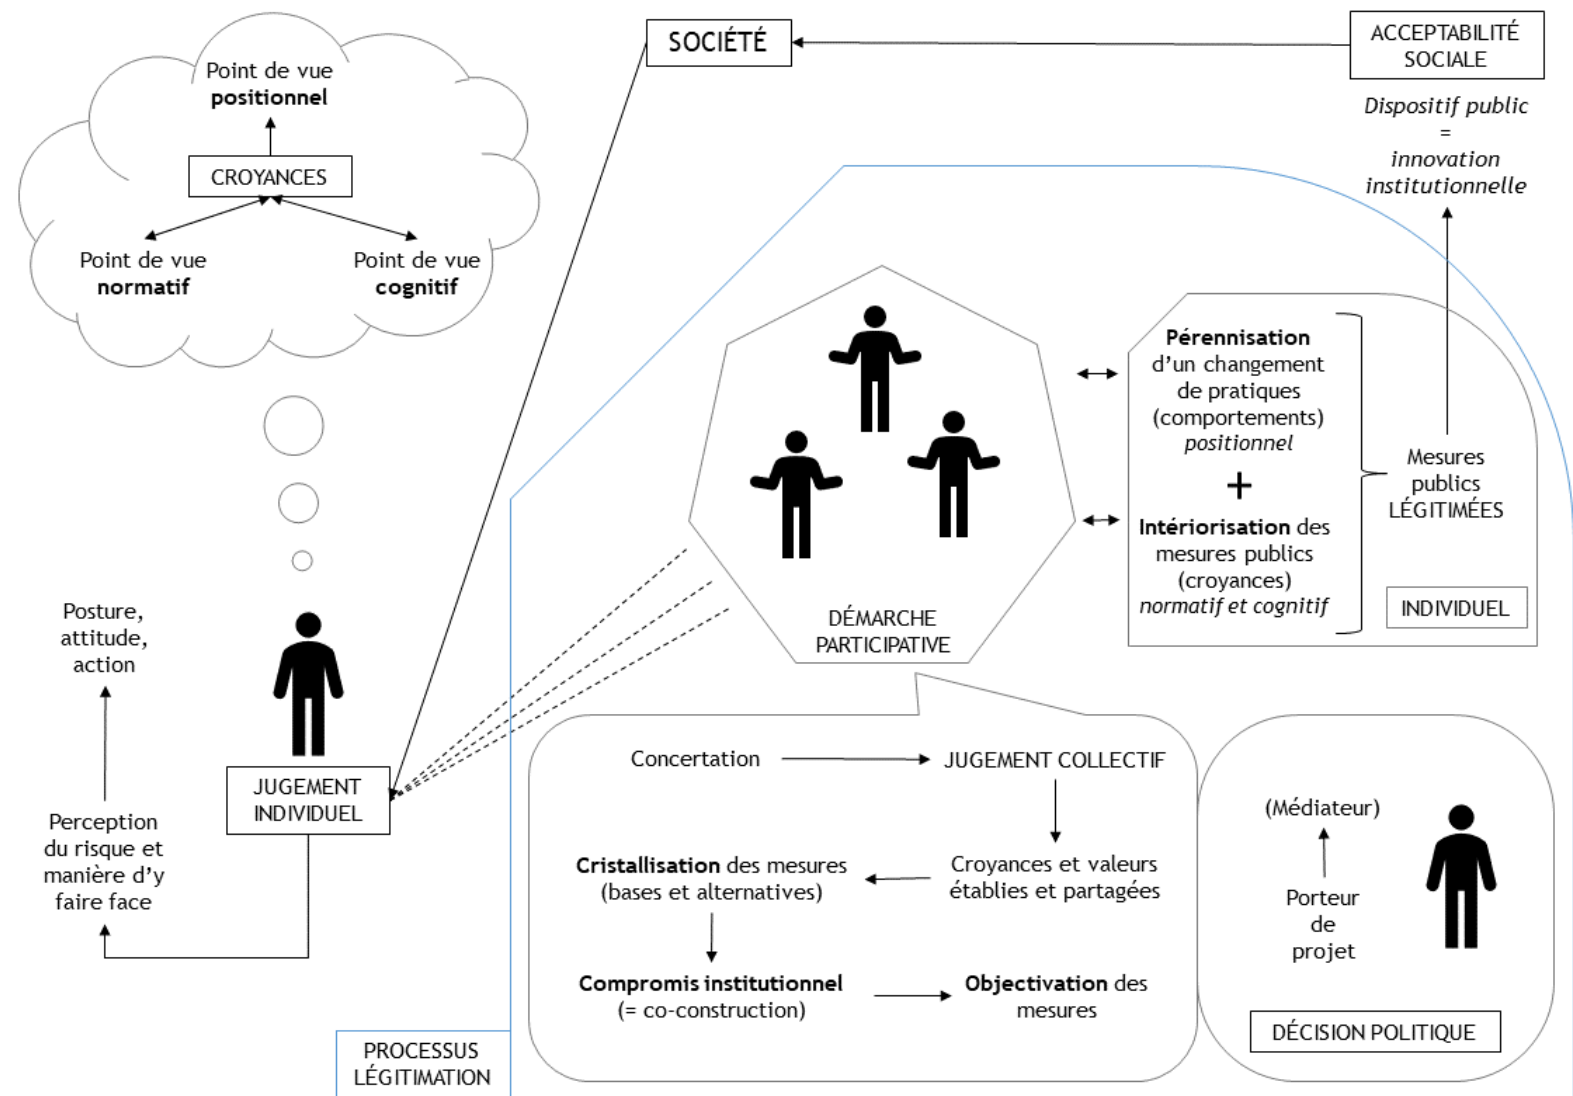 SOCIÉTÉ
ACCEPTABILITÉ
SOCIALE
Dispositif public
=
innovation
institutionnelle
Point de vue
positionnel
CROYANCES
Point de vue
normatif
Point de vue
cognitif
Posture,
attitude,
action
Perception
du risque et
manière d'y
faire face
JUGEMENT
INDIVIDUEL
DÉMARCHE
PARTICIPATIVE
Pérennisation
d'un changement
de pratiques
(comportements)
positionnel
+
Intériorisation des
mesures publics
(croyances)
normatif et cognitif
Mesures
publics
LÉGITIMÉES
INDIVIDUEL
Concertation
JUGEMENT COLLECTIF
Croyances et valeurs
établies et partagées
Cristallisation des mesures
(bases et alternatives)
Compromis institutionnel
(= co-construction)
Objectivation des
mesures
(Médiateur)
Porteur
de
projet
DÉCISION POLITIQUE
PROCESSUS
LÉGITIMATION